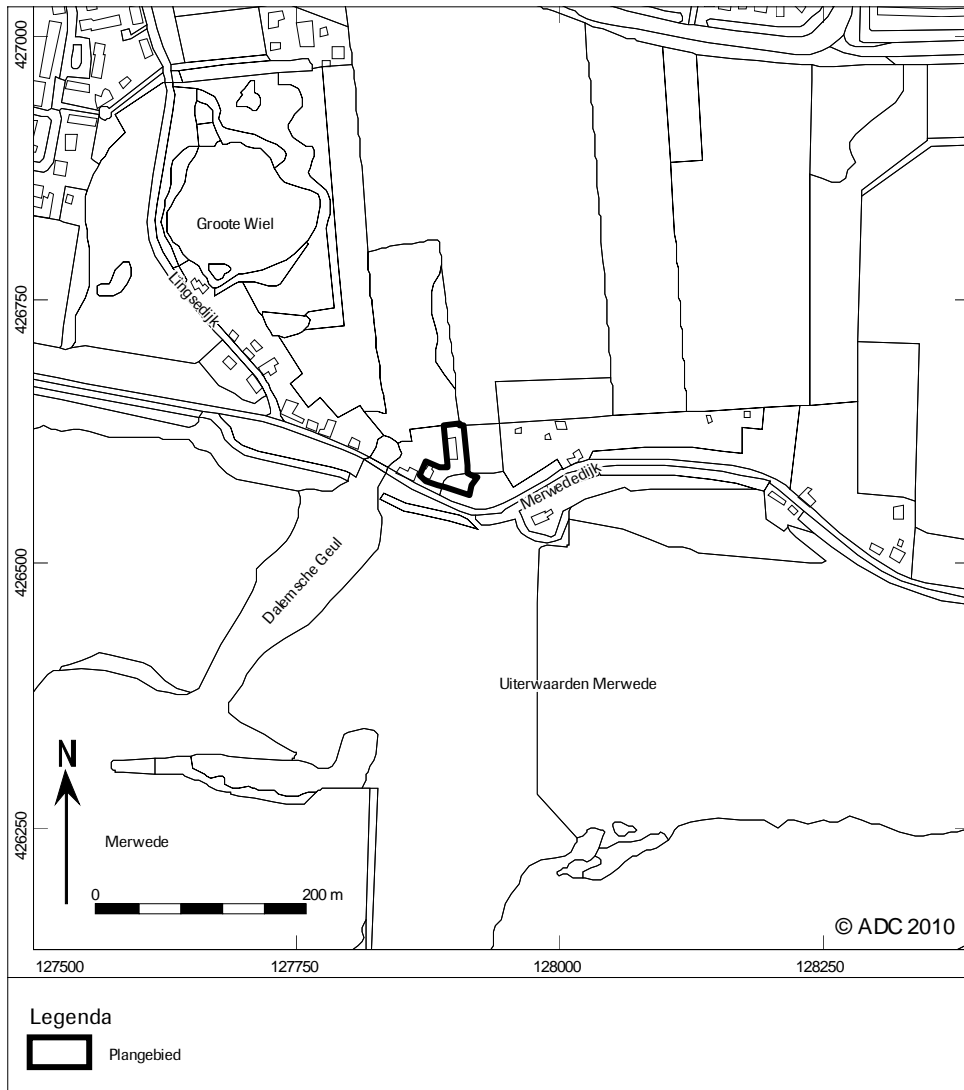 427000
Groote Wiel
Lingsedijk
426750
Merwededijk
426500
Dalemsche Geul
Uiterwaarden Merwede
N
426250
Merwede
0 200 m
© ADC 2010
127500 127750 128000 128250
Legenda
Plangebied